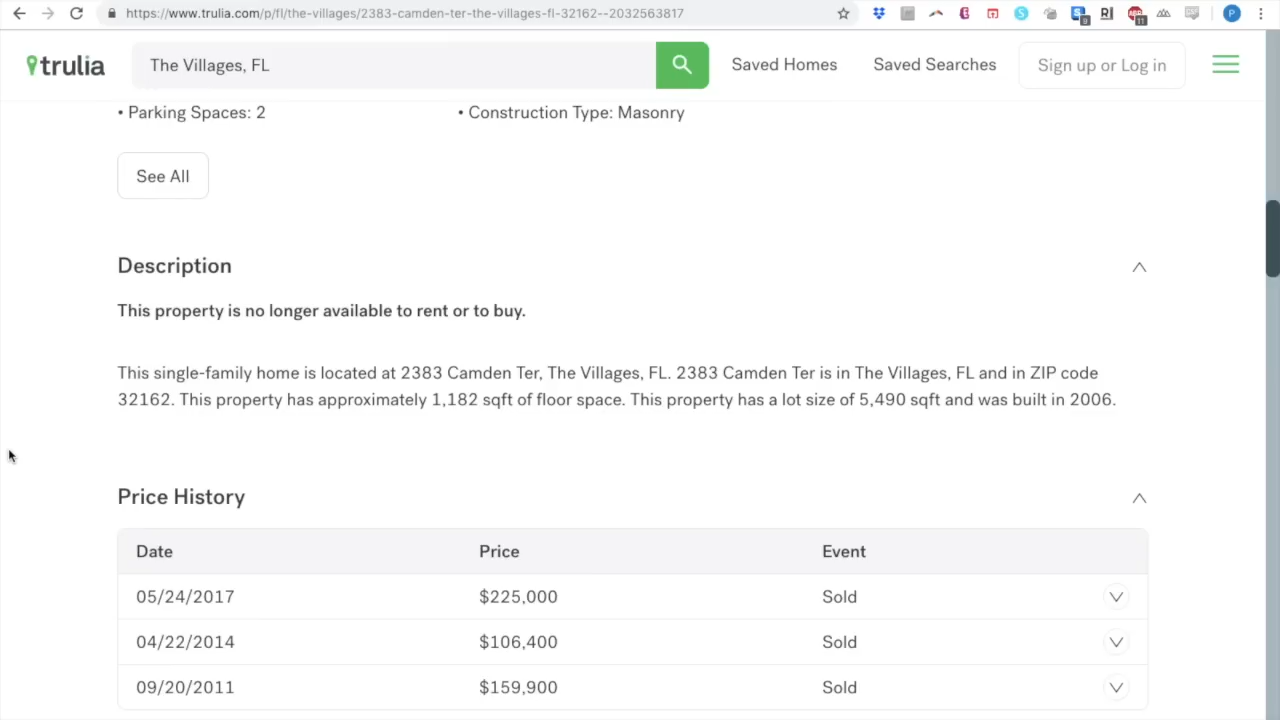 https://www.trulia.com/p/fl/the-villages/2383-camden-ter-the-villages-fl-32162--2032563817
9
11
P
trulia
The Villages, FL
Saved Homes
Saved Searches
Sign up or Log in
• Parking Spaces: 2
• Construction Type: Masonry
See All
Description
This property is no longer available to rent or to buy.
This single-family home is located at 2383 Camden Ter, The Villages, FL. 2383 Camden Ter is in The Villages, FL and in ZIP code
32162. This property has approximately 1,182 sqft of floor space. This property has a lot size of 5,490 sqft and was built in 2006.
Price History
Date Price Event
05/24/2017 $225,000 Sold
04/22/2014 $106,400 Sold
09/20/2011 $159,900 Sold